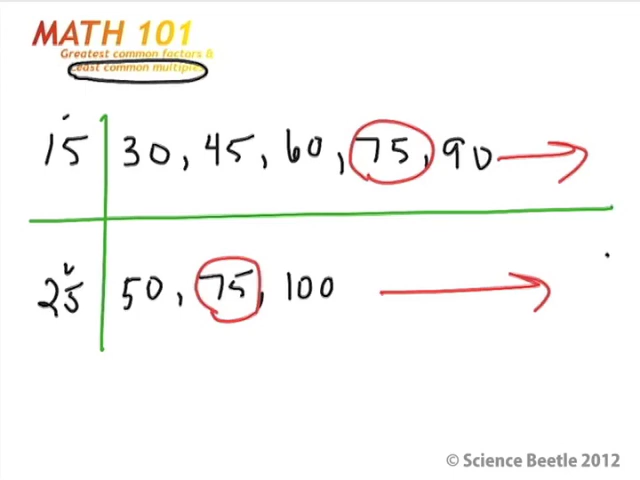 MATH 101
Greatest common factors &
Least common multiples
15 30, 45, 60, 75, 90
25 50, 75, 100
© Science Beetle 2012